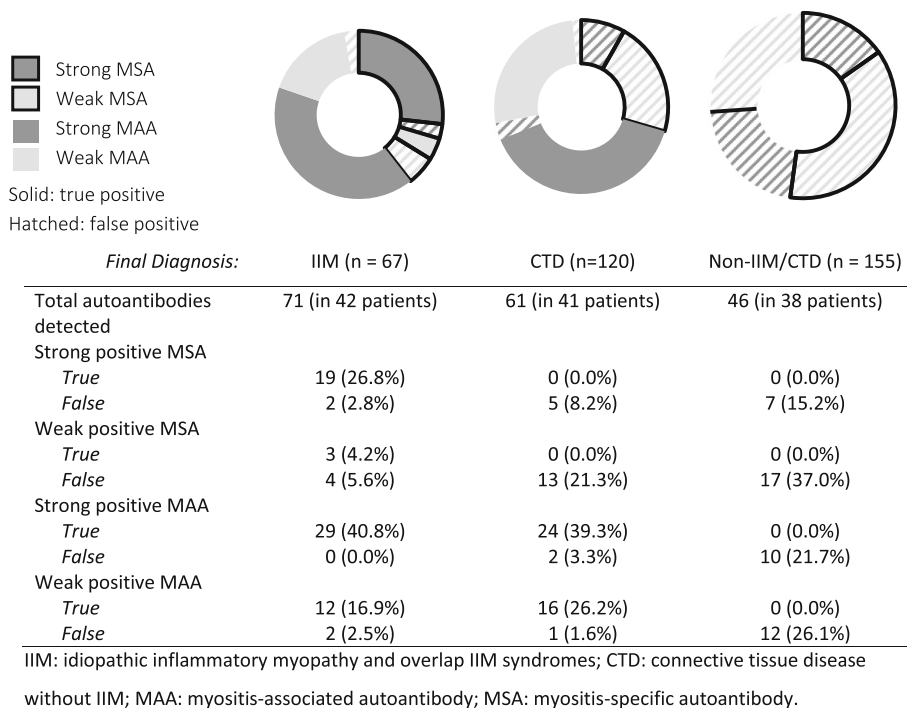 Strong MSA
Weak MSA
Strong MAA
Weak MAA
Solid: true positive
Hatched: false positive
Final Diagnosis: IIM (n = 67) CTD (n=120) Non-IIM/CTD (n = 155)
Total autoantibodies 71 (in 42 patients) 61 (in 41 patients) 46 (in 38 patients)
detected
Strong positive MSA
True 19 (26.8%) 0 (0.0%) 0 (0.0%)
False 2 (2.8%) 5 (8.2%) 7 (15.2%)
Weak positive MSA
True 3 (4.2%) 0 (0.0%) 0 (0.0%)
False 4 (5.6%) 13 (21.3%) 17 (37.0%)
Strong positive MAA
True 29 (40.8%) 24 (39.3%) 0 (0.0%)
False 0 (0.0%) 2 (3.3%) 10 (21.7%)
Weak positive MAA
True 12 (16.9%) 16 (26.2%) 0 (0.0%)
False 2 (2.5%) 1 (1.6%) 12 (26.1%)
IIM: idiopathic inflammatory myopathy and overlap IIM syndromes; CTD: connective tissue disease
without IIM; MAA: myositis-associated autoantibody; MSA: myositis-specific autoantibody.